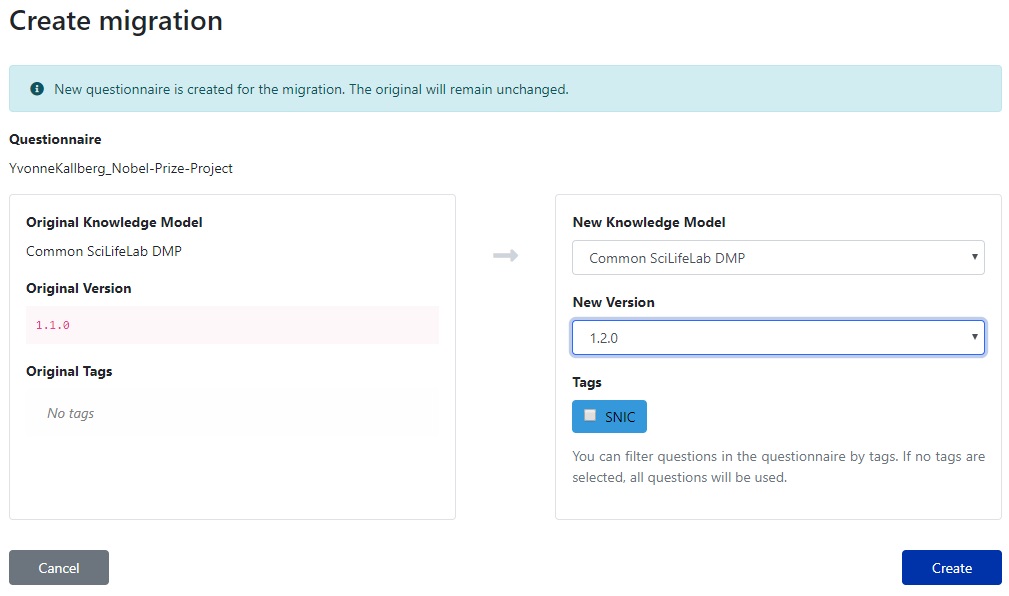 Create migration
New questionnaire is created for the migration. The original will remain unchanged.
Questionnaire
YvonneKallberg_Nobel-Prize-Project
Original Knowledge Model
Common SciLifeLab DMP
Original Version
1.1.0
Original Tags
No tags
New Knowledge Model
Common SciLifeLab DMP
New Version
1.2.0
Tags
SNIC
You can filter questions in the questionnaire by tags. If no tags are
selected, all questions will be used.
Cancel
Create